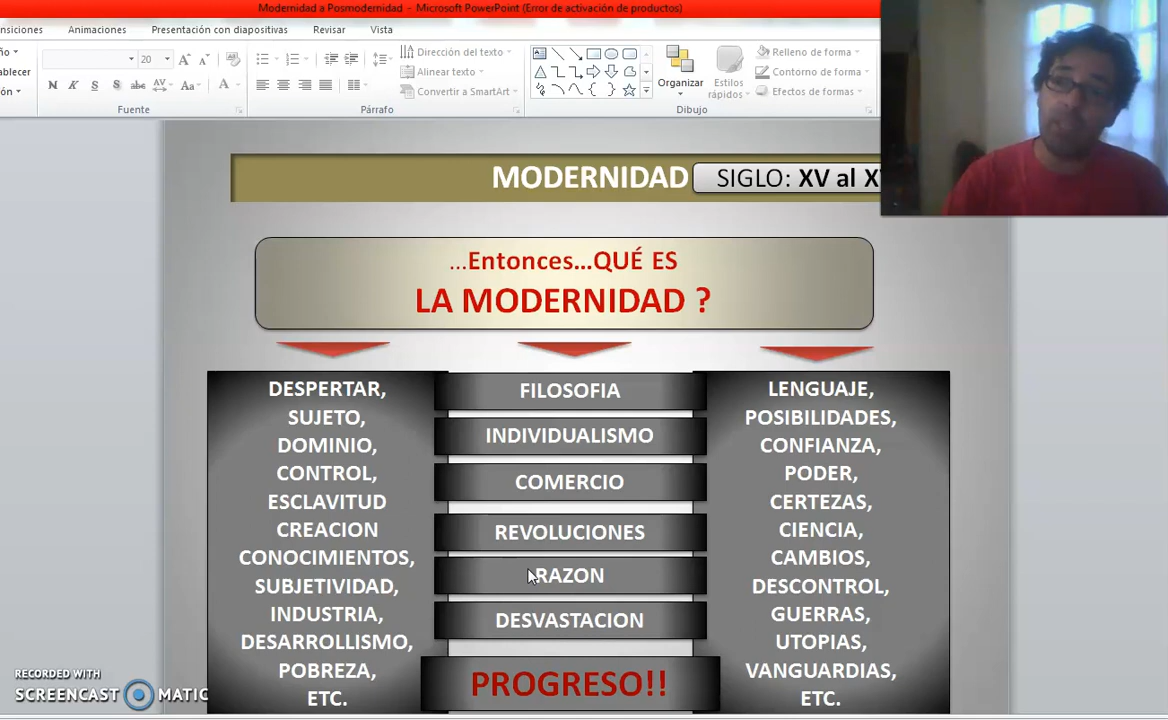 Modernidad a Posmodernidad - Microsoft PowerPoint (Error de activación de productos)
nsiciones Animaciones Presentación con diapositivas Revisar Vista
ño
ablecer
ón
20
N K S S abc AV Aa A
Fuente
Dirección del texto
Alinear texto
Convertir a SmartArt
Párrafo
Organizar
Estilos
rápidos
Relleno de forma
Contorno de forma
Efectos de formas
Dibujo
MODERNIDAD
SIGLO: XV al X
...Entonces...QUÉ ES
LA MODERNIDAD ?
DESPERTAR,
SUJETO,
DOMINIO,
CONTROL,
ESCLAVITUD
CREACION
CONOCIMIENTOS,
SUBJETIVIDAD,
INDUSTRIA,
DESARROLLISMO,
POBREZA,
ETC.
FILOSOFIA
INDIVIDUALISMO
COMERCIO
REVOLUCIONES
RAZON
DESVASTACION
PROGRESO!!
LENGUAJE,
POSIBILIDADES,
CONFIANZA,
PODER,
CERTEZAS,
CIENCIA,
CAMBIOS,
DESCONTROL,
GUERRAS,
UTOPIAS,
VANGUARDIAS,
ETC.
RECORDED WITH
SCREENCAST MATIC